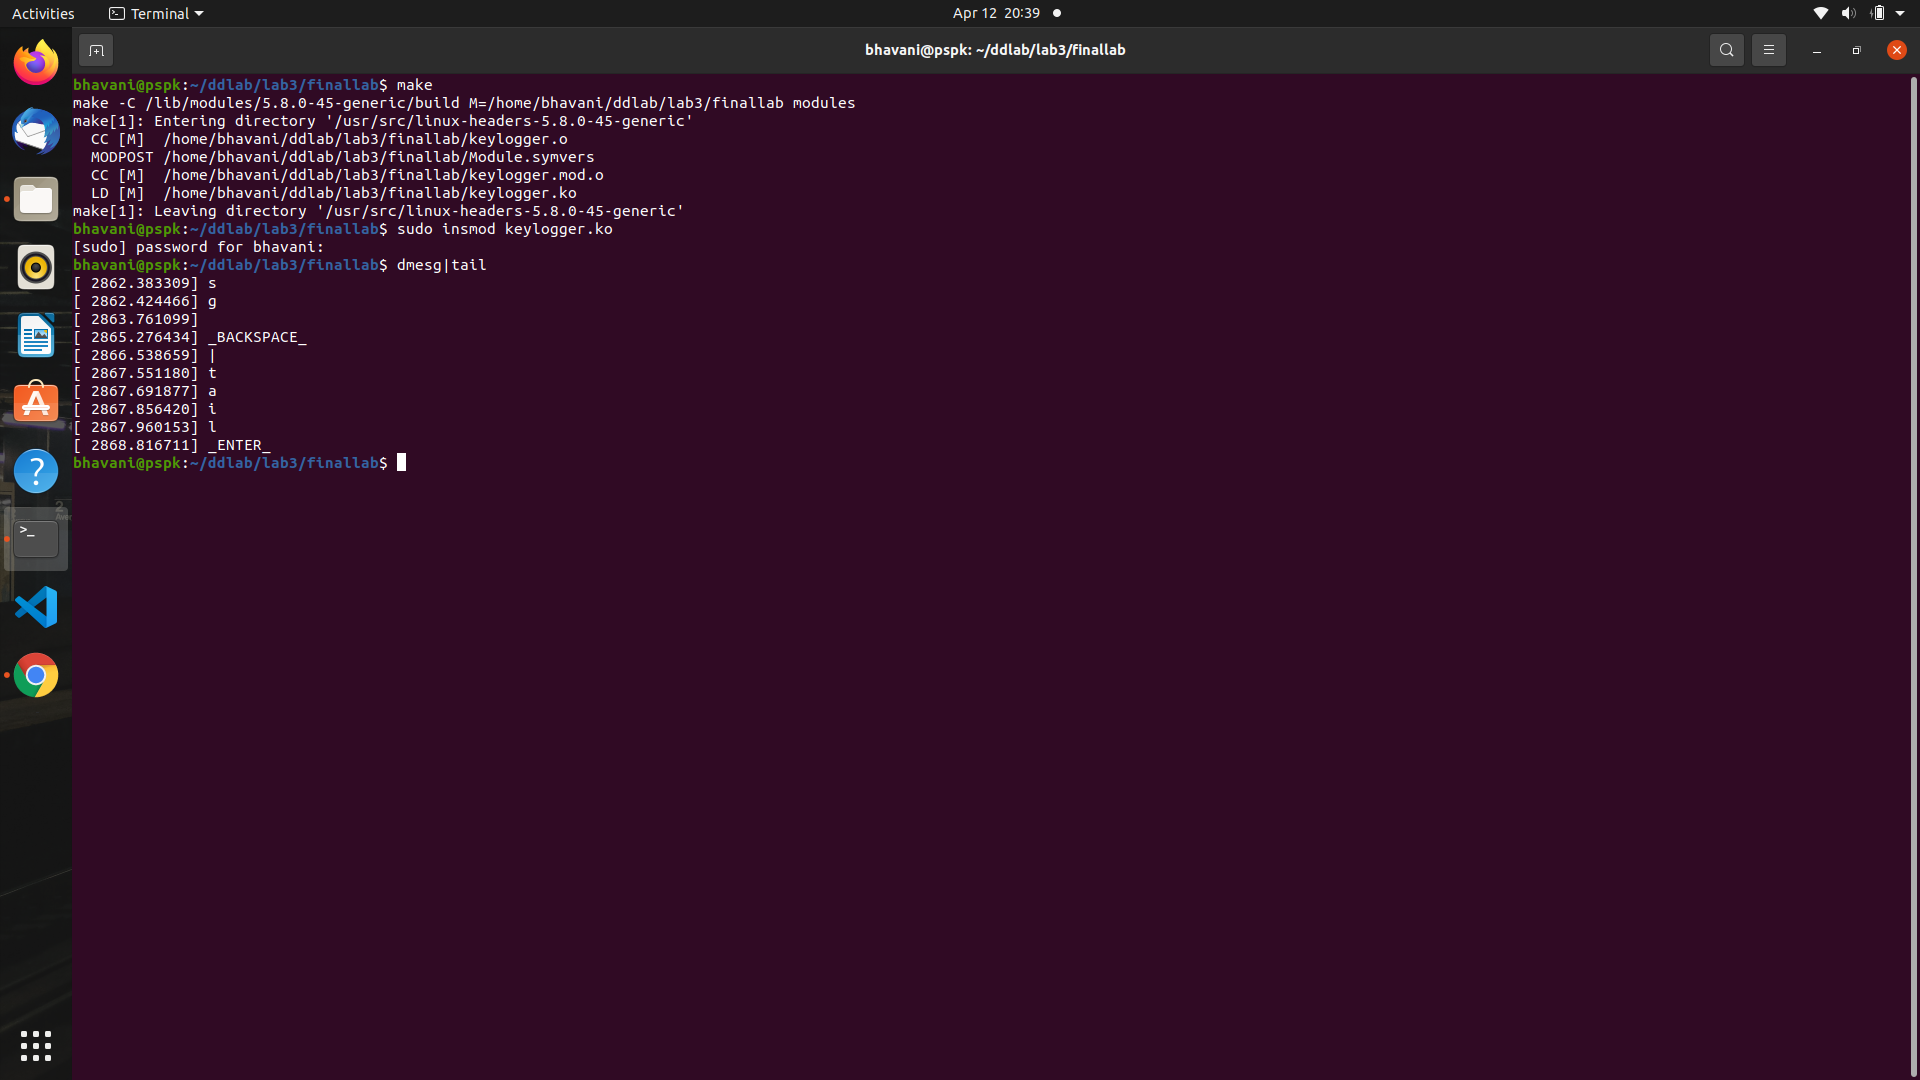 Activities
Terminal
Apr 12 20:39
bhavani@pspk: ~/ddlab/lab3/finallab
bhavani@pspk:~/ddlab/lab3/finallab$ make
make -C /lib/modules/5.8.0-45-generic/build M=/home/bhavani/ddlab/lab3/finallab modules
make[1]: Entering directory '/usr/src/linux-headers-5.8.0-45-generic'
  CC [M]  /home/bhavani/ddlab/lab3/finallab/keylogger.o
  MODPOST /home/bhavani/ddlab/lab3/finallab/Module.symvers
  CC [M]  /home/bhavani/ddlab/lab3/finallab/keylogger.mod.o
  LD [M]  /home/bhavani/ddlab/lab3/finallab/keylogger.ko
make[1]: Leaving directory '/usr/src/linux-headers-5.8.0-45-generic'
bhavani@pspk:~/ddlab/lab3/finallab$ sudo insmod keylogger.ko
[sudo] password for bhavani:
bhavani@pspk:~/ddlab/lab3/finallab$ dmesg|tail
[ 2862.383309] s
[ 2862.424466] g
[ 2863.761099]
[ 2865.276434] _BACKSPACE_
[ 2866.538659] |
[ 2867.551180] t
[ 2867.691877] a
[ 2867.856420] i
[ 2867.960153] l
[ 2868.816711] _ENTER_
bhavani@pspk:~/ddlab/lab3/finallab$